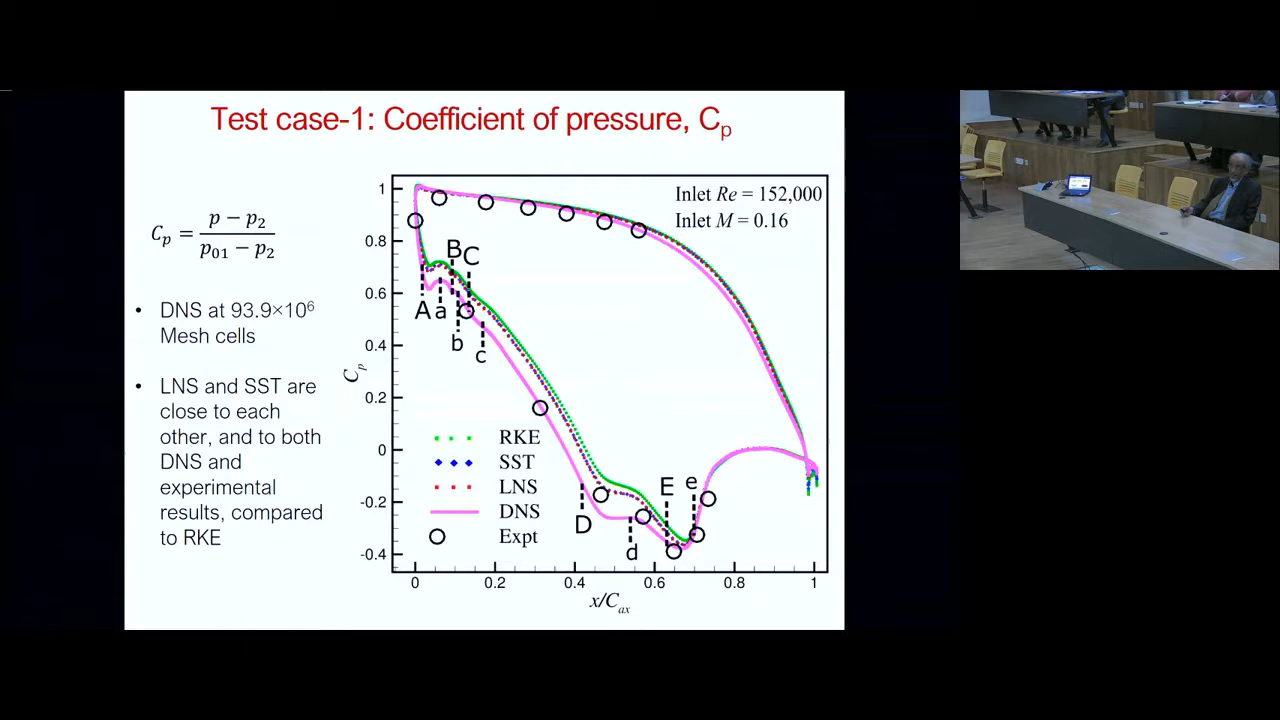 Test case-1: Coefficient of pressure, Cp
Cp = p − p2 / p01 − p2
• DNS at 93.9×10⁶
Mesh cells
• LNS and SST are
close to each
other, and to both
DNS and
experimental
results, compared
to RKE
Inlet Re = 152,000
Inlet M = 0.16
1
0.8
0.6
0.4
0.2
0
-0.2
-0.4
Cp
B C
A a
b
c
D
d
E
e
RKE
SST
LNS
DNS
Expt
0 0.2 0.4 0.6 0.8 1
x/Cax